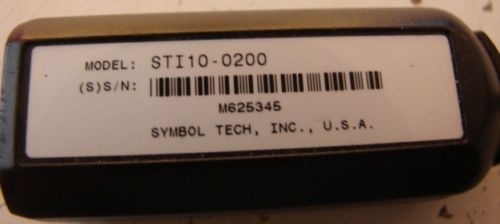 MODEL: STI10-0200
(S)S/N:
M625345
SYMBOL TECH, INC., U.S.A.